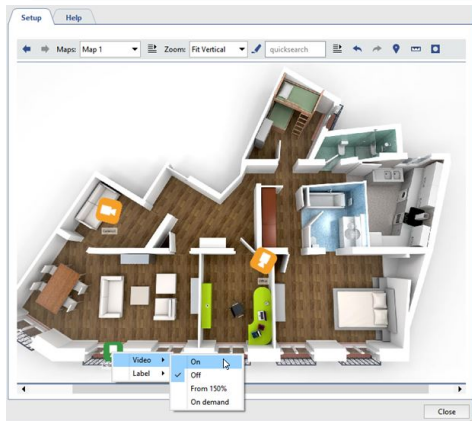 Setup Help
Maps: Map 1 Zoom: Fit Vertical quicksearch
Video
Label
On
Off
From 150%
On demand
Close